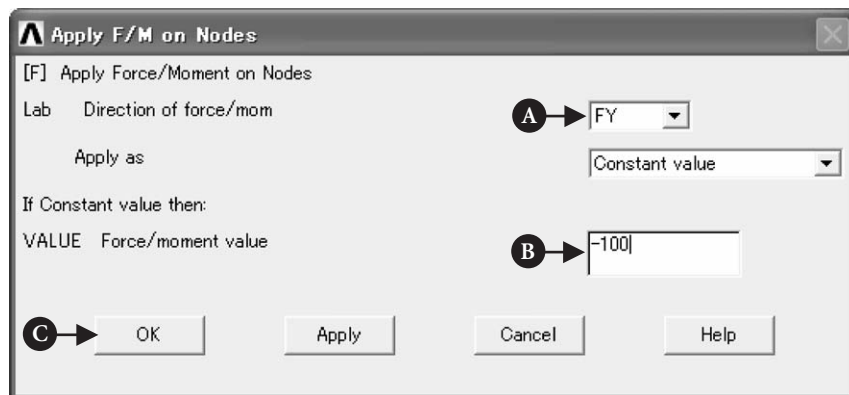 Apply F/M on Nodes
[F] Apply Force/Moment on Nodes
Lab Direction of force/mom A FY
Apply as Constant value
If Constant value then:
VALUE Force/moment value B -100
C OK Apply Cancel Help